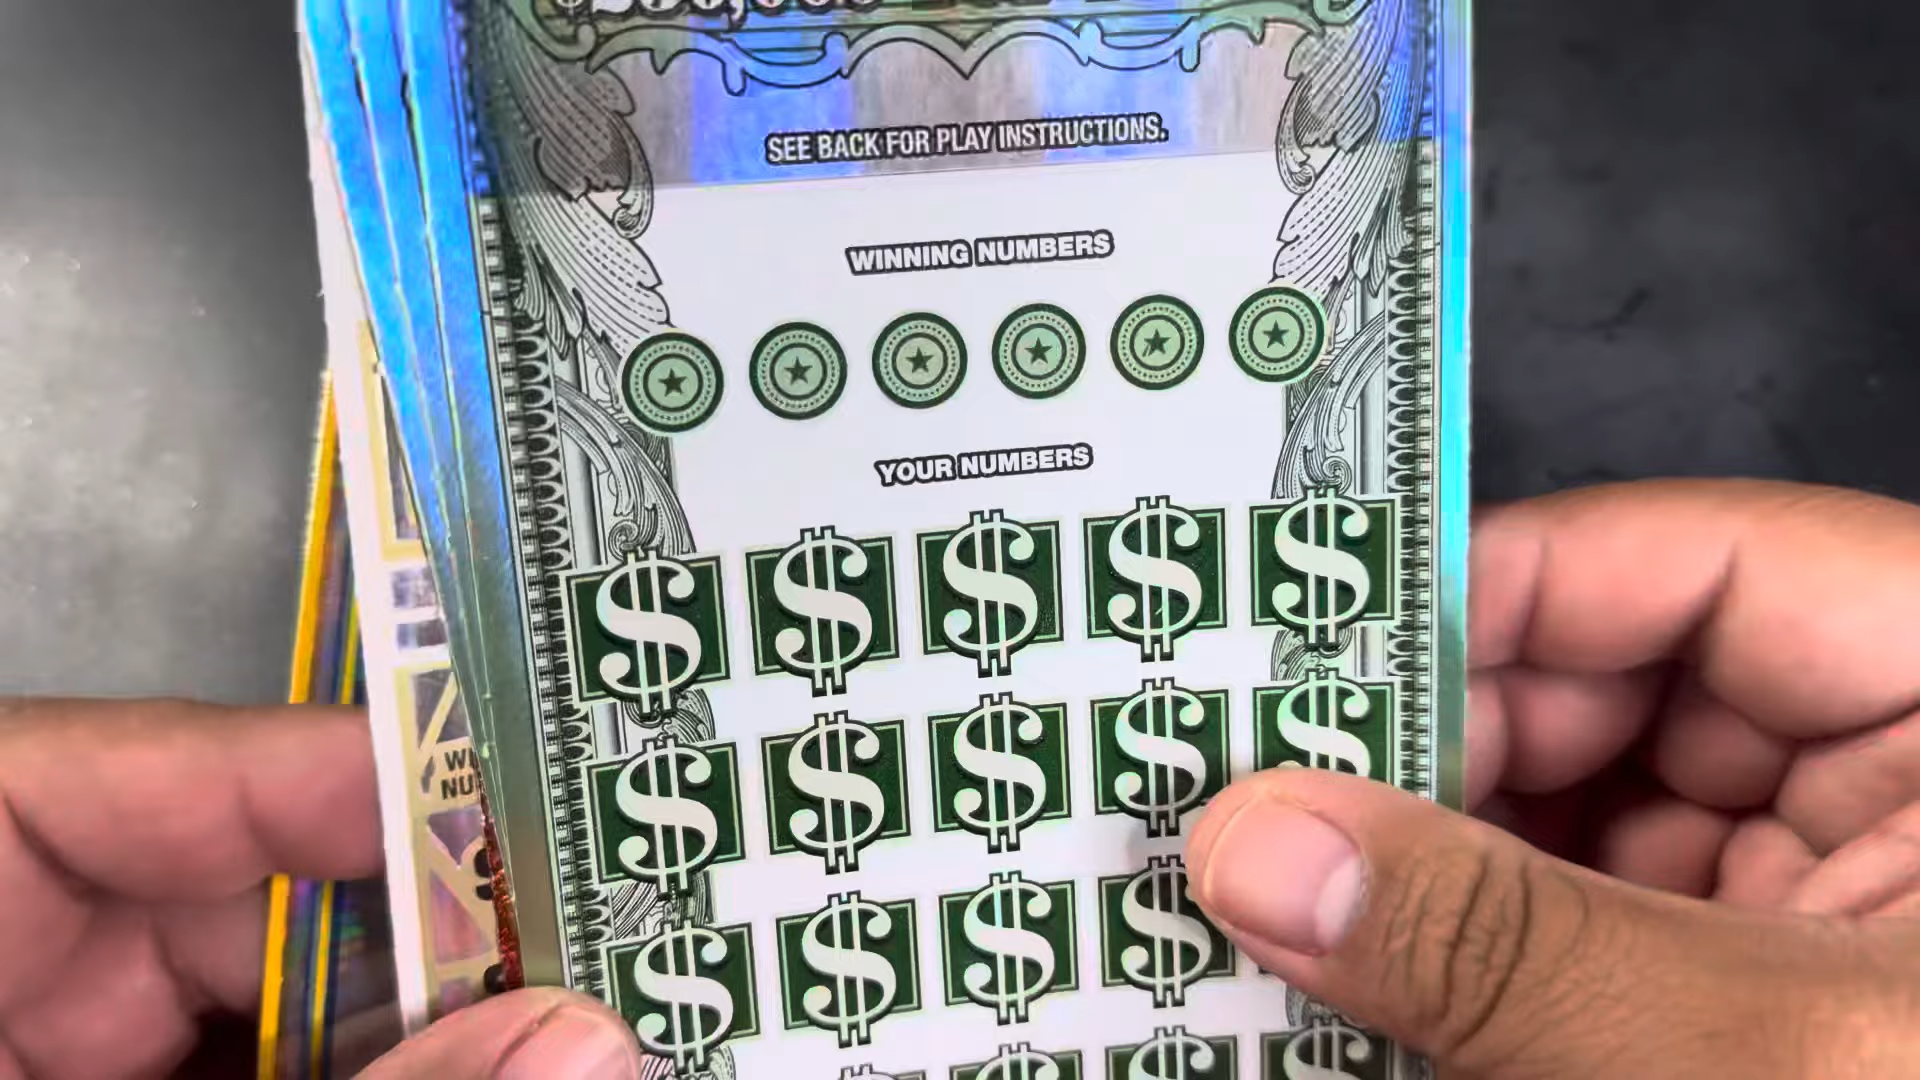 SEE BACK FOR PLAY INSTRUCTIONS.
WINNING NUMBERS
YOUR NUMBERS